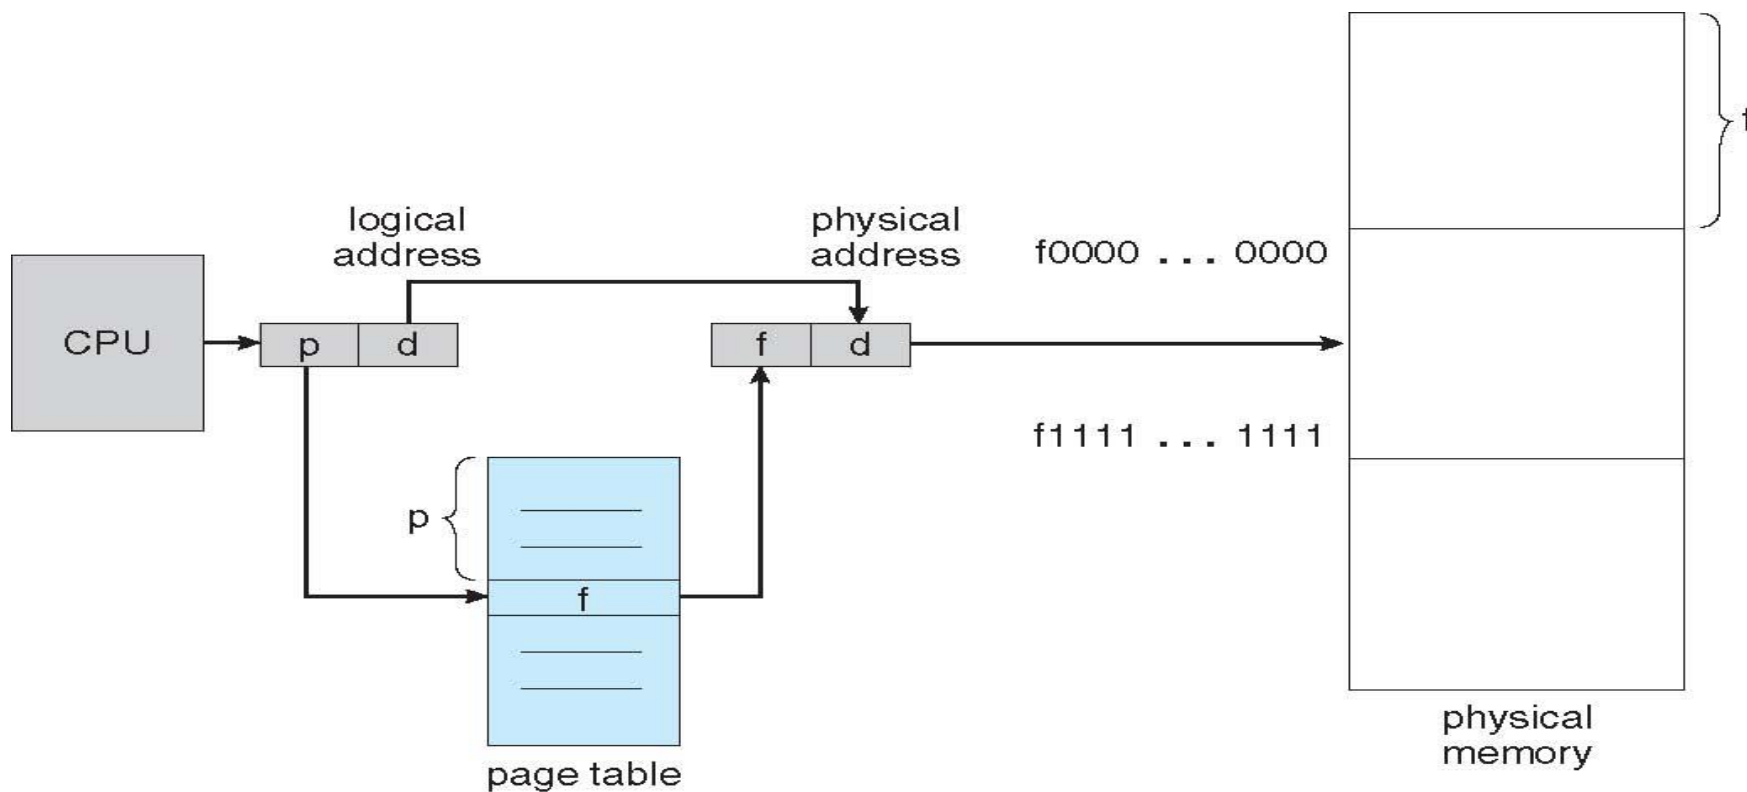 f
logical
address
physical
address
f0000 ... 0000
CPU
p d
f d
f1111 ... 1111
p
f
physical
memory
page table